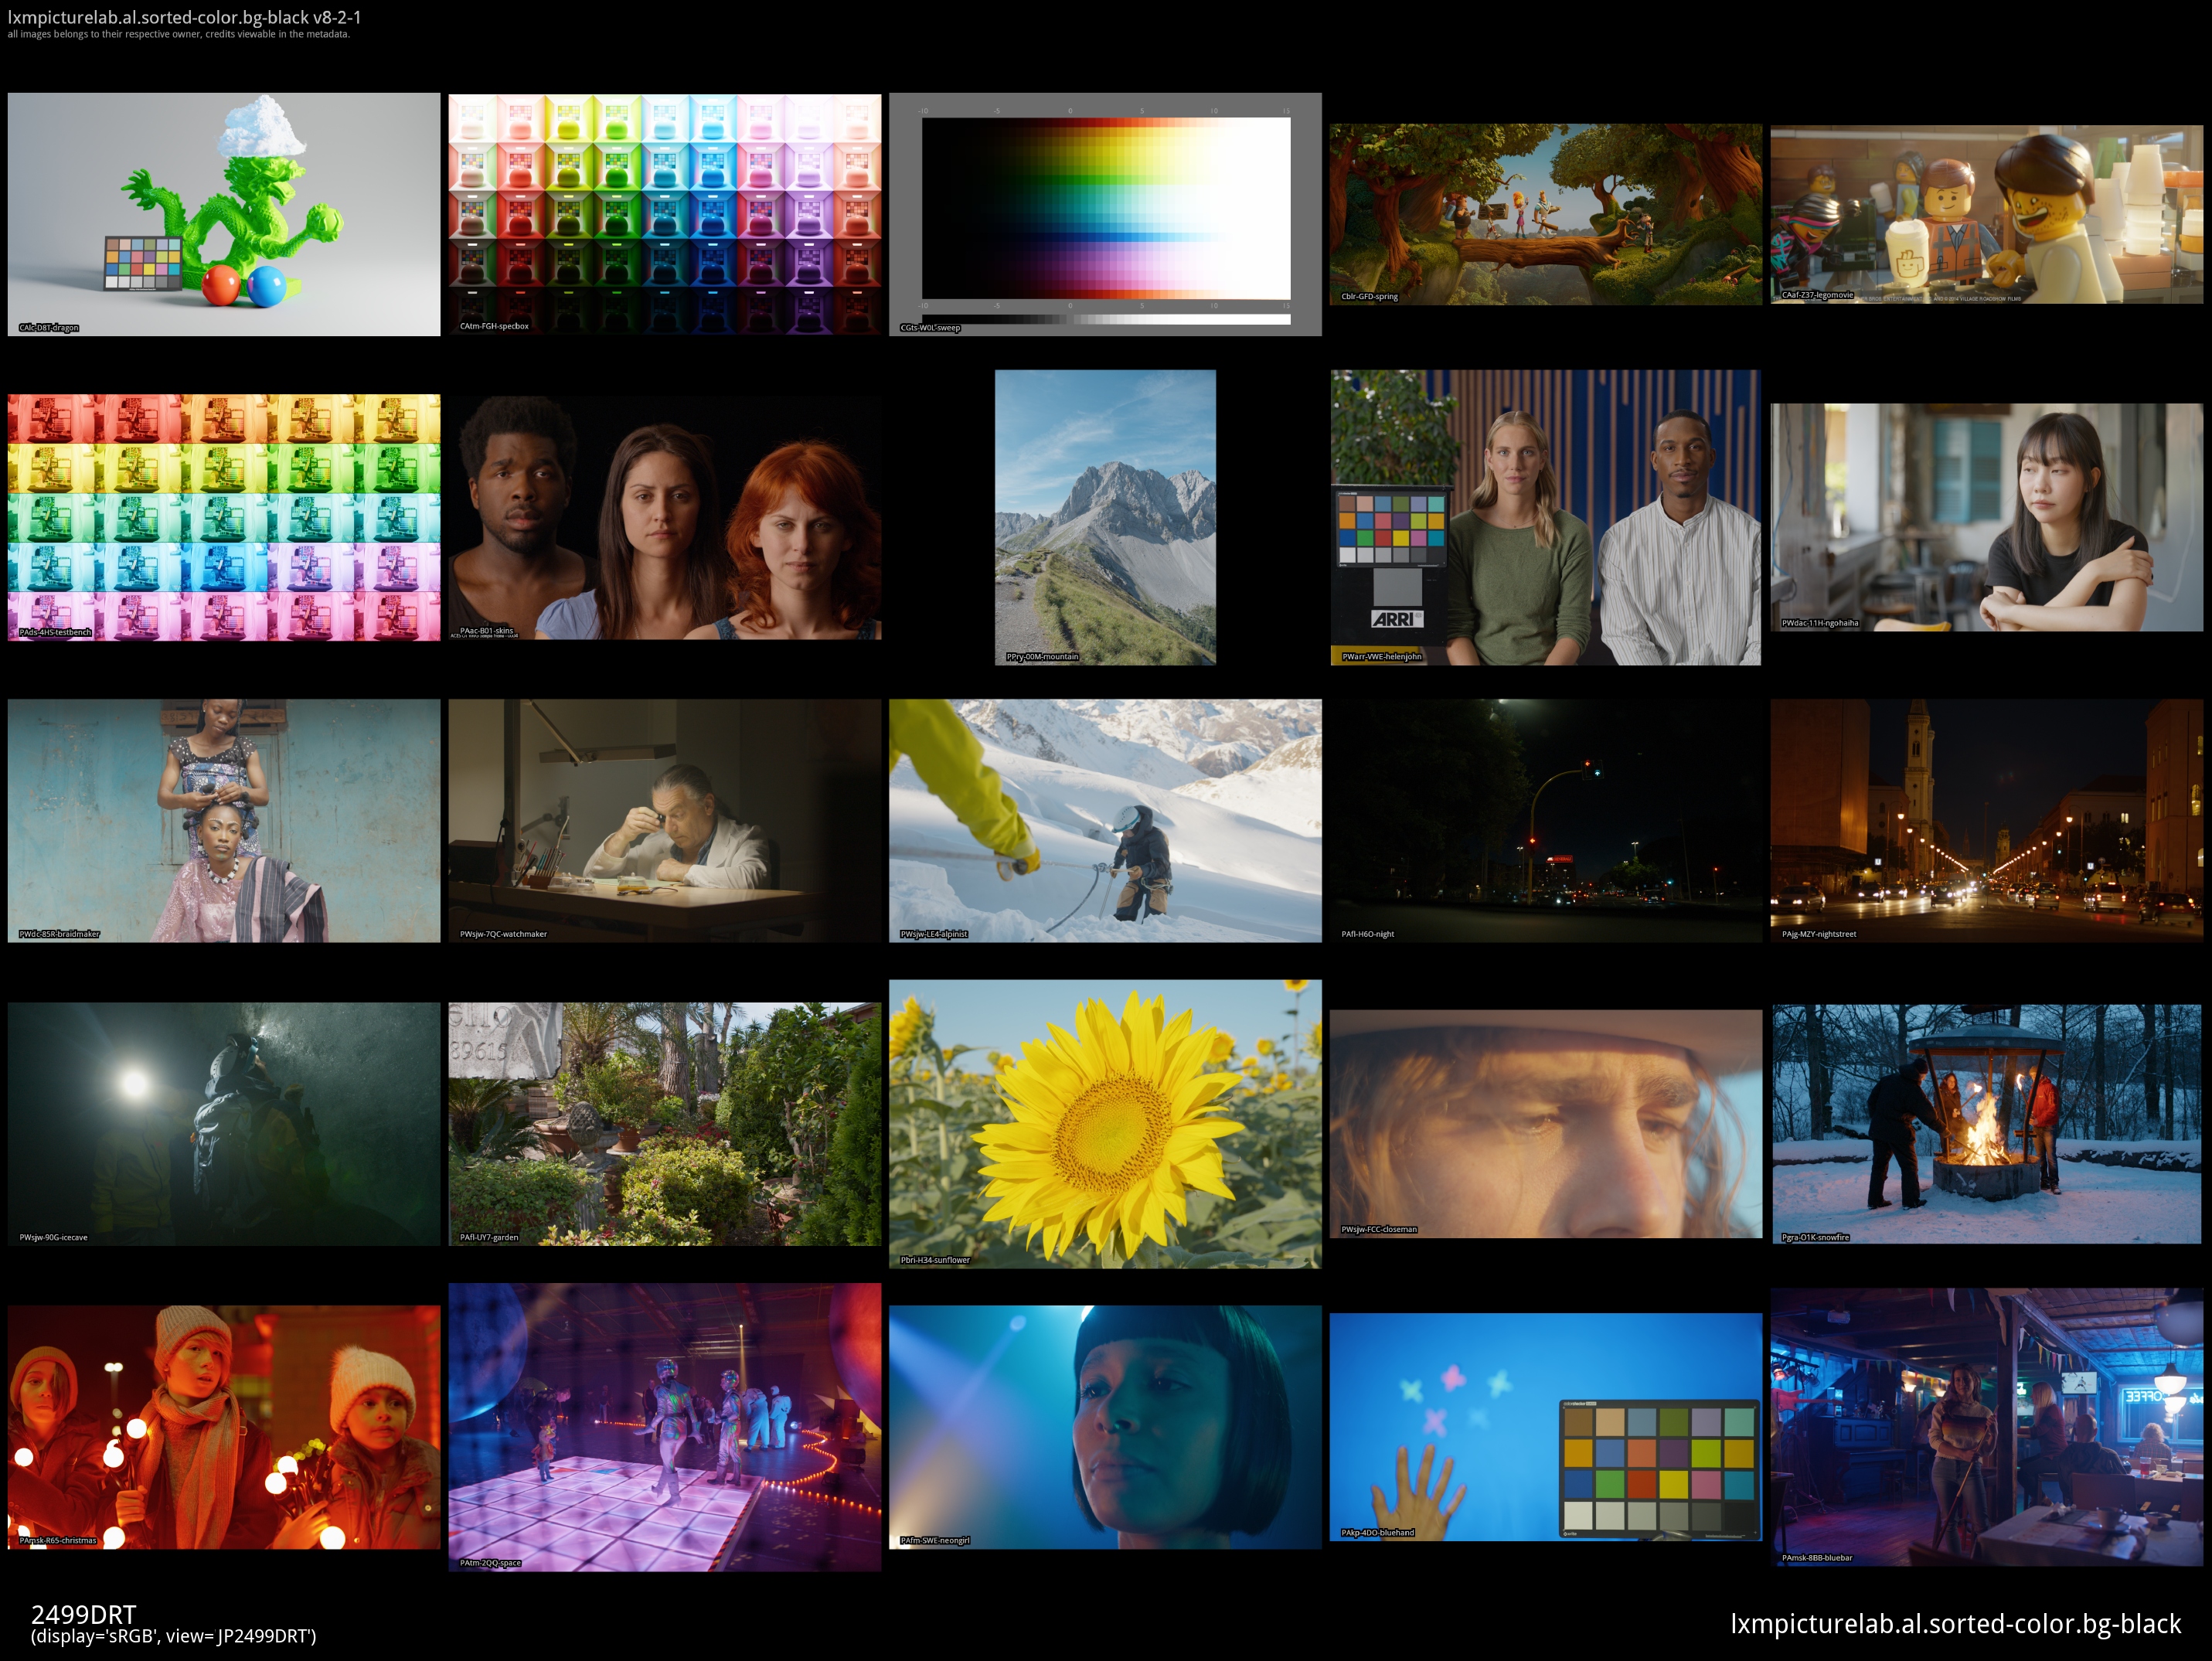 lxmpicturelab.al.sorted-color.bg-black v8-2-1
all images belongs to their respective owner, credits viewable in the metadata.
CAlc-D8T-dragon
CAtm-FGH-specbox
-10 -5 0 5 10 15
-10 -5 0 5 10 15
CGts-W0L-sweep
Cblr-GFD-spring
CAaf-Z37-legomovie
PAds-4HS-testbench
PAac-B01-skins
PPry-00M-mountain
ARRI
PWarr-VWE-helenjohn
PWdac-11H-ngohaiha
PWdc-85R-braidmaker
PWsjw-7QC-watchmaker
PWsjw-LE4-alpinist
PAfl-H6O-night
PAjg-MZY-nightstreet
PWsjw-90G-icecave
89615
PAfl-UY7-garden
Pbri-H34-sunflower
PWsjw-FCC-closeman
Pgra-O1K-snowfire
PAmsk-R65-christmas
PAtm-2QQ-space
PAfm-SWE-neongirl
PAkp-4DO-bluehand
PAmsk-8BB-bluebar
2499DRT
(display='sRGB', view='JP2499DRT')
lxmpicturelab.al.sorted-color.bg-black